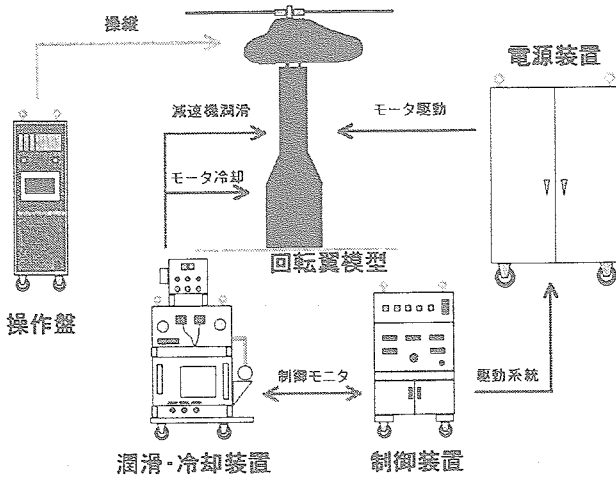 操縦
電源装置
減速機潤滑
モータ駆動
モータ冷却
回転翼模型
操作盤
制御モニタ
駆動系統
潤滑・冷却装置
制御装置